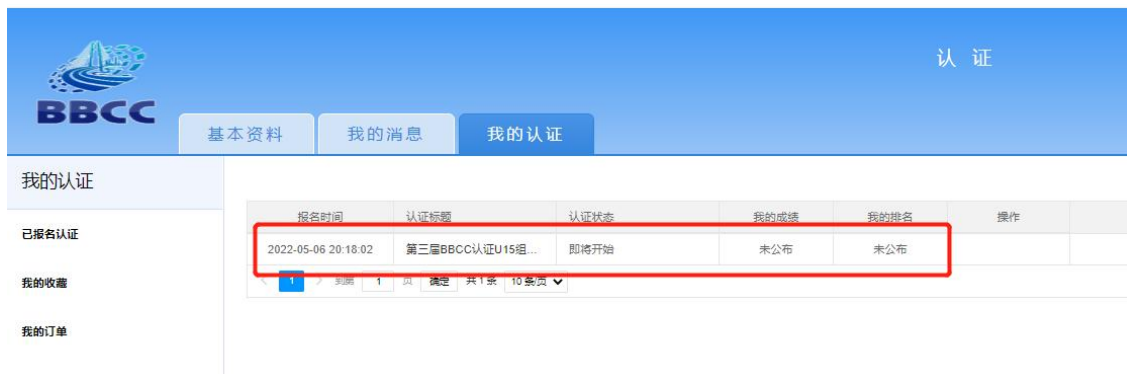 认 证
BBCC
基本资料 我的消息 我的认证
我的认证
报名时间 认证标题 认证状态 我的成绩 我的排名 操作
已报名认证
2022-05-06 20:18:02 第三届BBCC认证U15组... 即将开始 未公布 未公布
我的收藏
< 1 > 到第 1 页 确定 共 1 条 10 条/页
我的订单